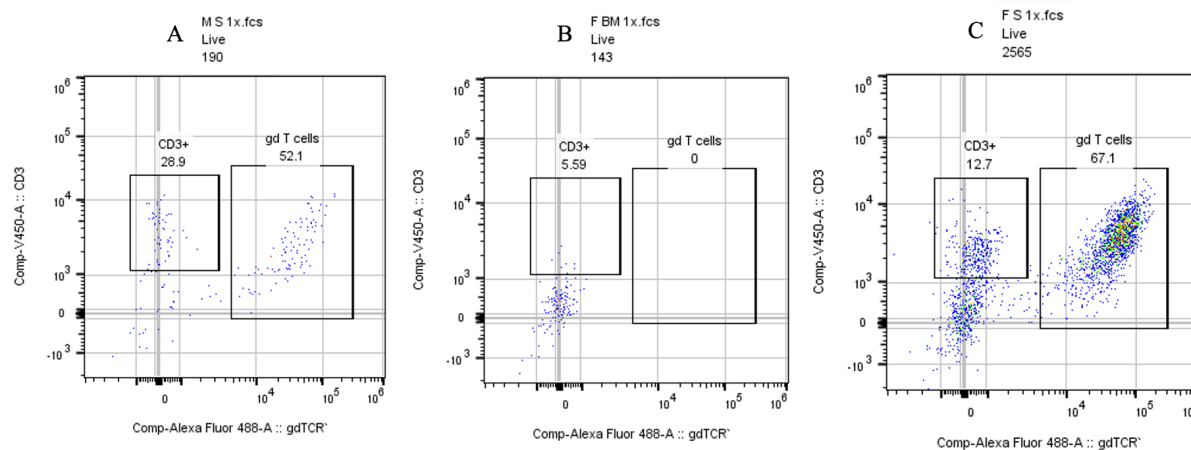 A
M S 1x.fcs
Live
190
10^6
10^5
10^4
10^3
0
-10^3
CD3+
28.9
gd T cells
52.1
0
10^4
10^5
10^6
Comp-V450-A :: CD3
Comp-Alexa Fluor 488-A :: gdTCR`
B
F BM 1x.fcs
Live
143
10^6
10^5
10^4
10^3
0
-10^3
CD3+
5.59
gd T cells
0
0
10^4
10^5
10^6
Comp-V450-A :: CD3
Comp-Alexa Fluor 488-A :: gdTCR`
C
F S 1x.fcs
Live
2565
10^6
10^5
10^4
10^3
0
-10^3
CD3+
12.7
gd T cells
67.1
0
10^4
10^5
Comp-V450-A :: CD3
Comp-Alexa Fluor 488-A :: gdTCR`